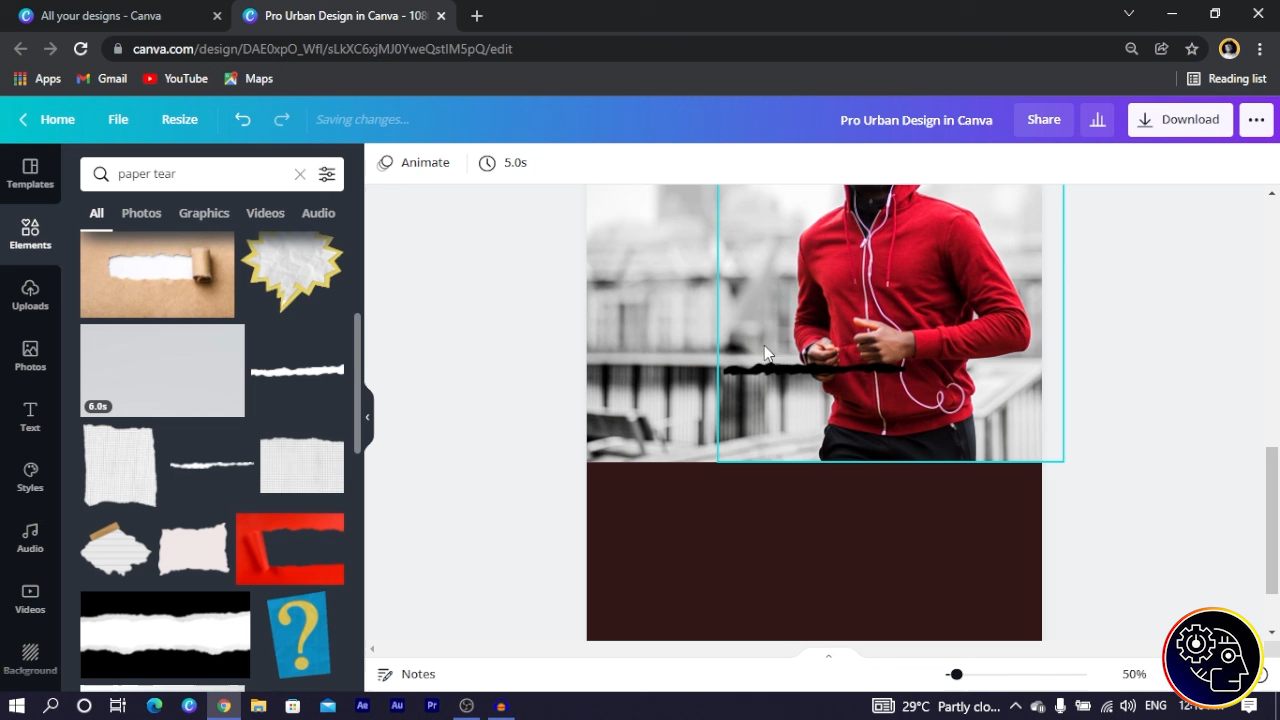 All your designs - Canva
Pro Urban Design in Canva - 108
canva.com/design/DAE0xpO_Wfl/sLkXC6xjMJ0YweQstIM5pQ/edit
Apps
Gmail
YouTube
Maps
Reading list
Home
File
Resize
Saving changes...
Pro Urban Design in Canva
Share
Download
Templates
Elements
Uploads
Photos
Text
Styles
Audio
Videos
Background
paper tear
All
Photos
Graphics
Videos
Audio
6.0s
?
Animate
5.0s
Notes
50%
Ae
Au
Pr
29°C Partly clo...
ENG